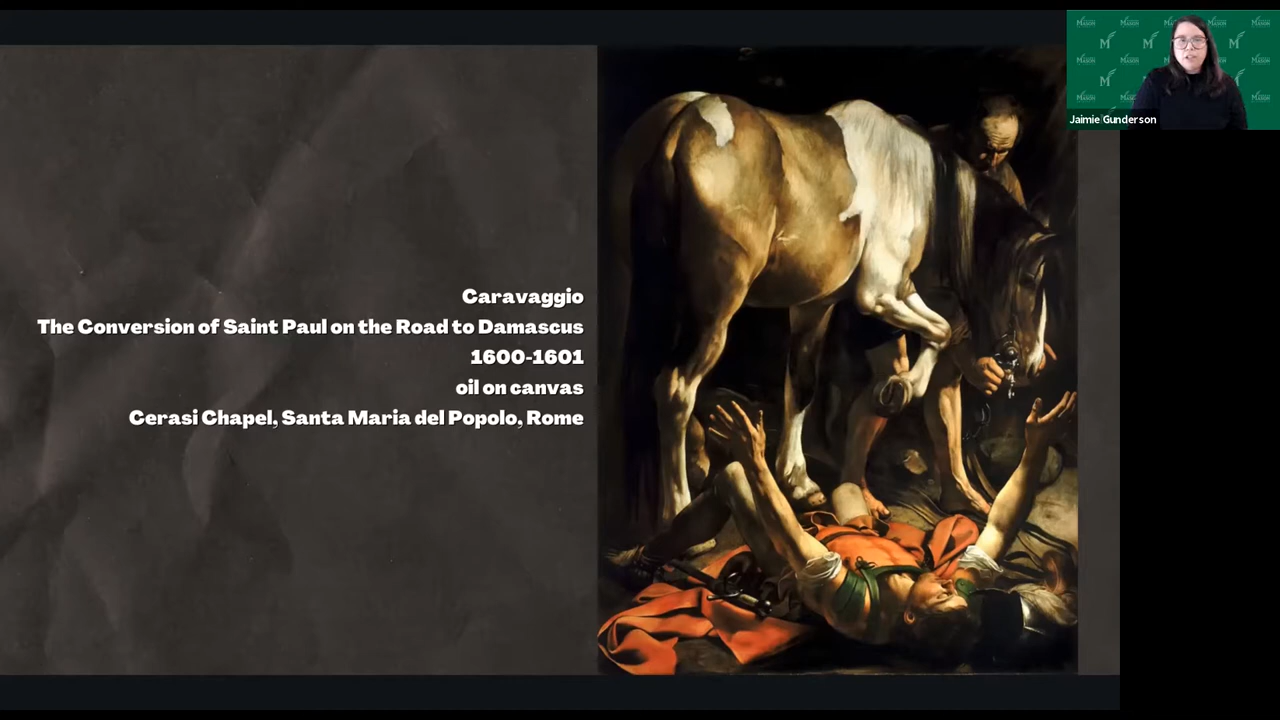 Caravaggio
The Conversion of Saint Paul on the Road to Damascus
1600-1601
oil on canvas
Cerasi Chapel, Santa Maria del Popolo, Rome
Jaimie Gunderson